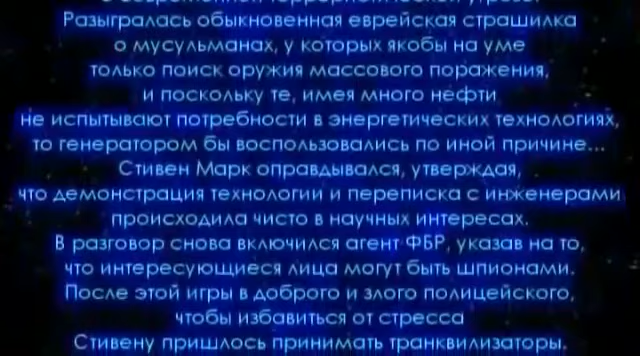 о современной террористической угрозе.
Разыгралась обыкновенная еврейская страшилка
о мусульманах, у которых якобы на уме
только поиск оружия массового поражения,
и поскольку те, имея много нефти
не испытывают потребности в энергетических технологиях,
то генератором бы воспользовались по иной причине...
Стивен Марк оправдывался, утверждая,
что демонстрация технологии и переписка с инженерами
происходила чисто в научных интересах.
В разговор снова включился агент ФБР, указав на то,
что интересующиеся лица могут быть шпионами.
После этой игры в доброго и злого полицейского,
чтобы избавиться от стресса
Стивену пришлось принимать транквилизаторы.